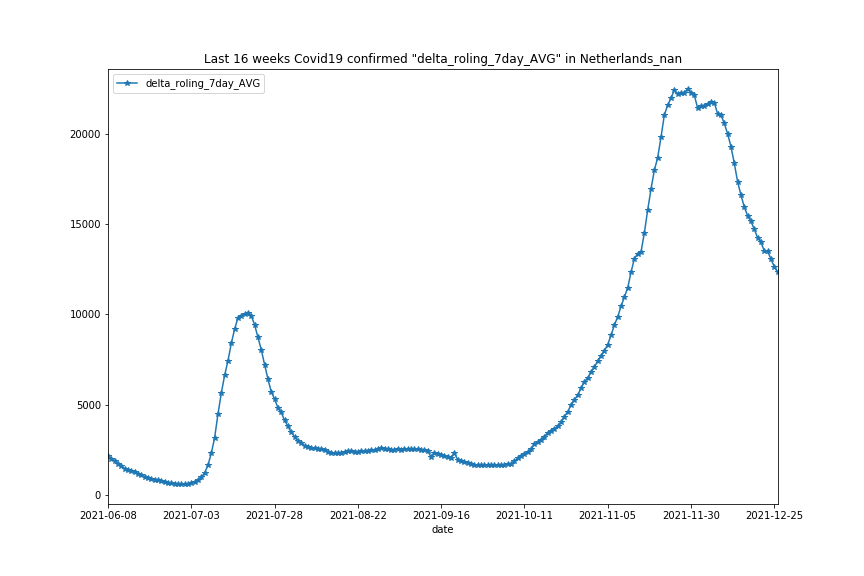 Last 16 weeks Covid19 confirmed "delta_roling_7day_AVG" in Netherlands_nan
delta_roling_7day_AVG
20000
15000
10000
5000
0
2021-06-08 2021-07-03 2021-07-28 2021-08-22 2021-09-16 2021-10-11 2021-11-05 2021-11-30 2021-12-25
date